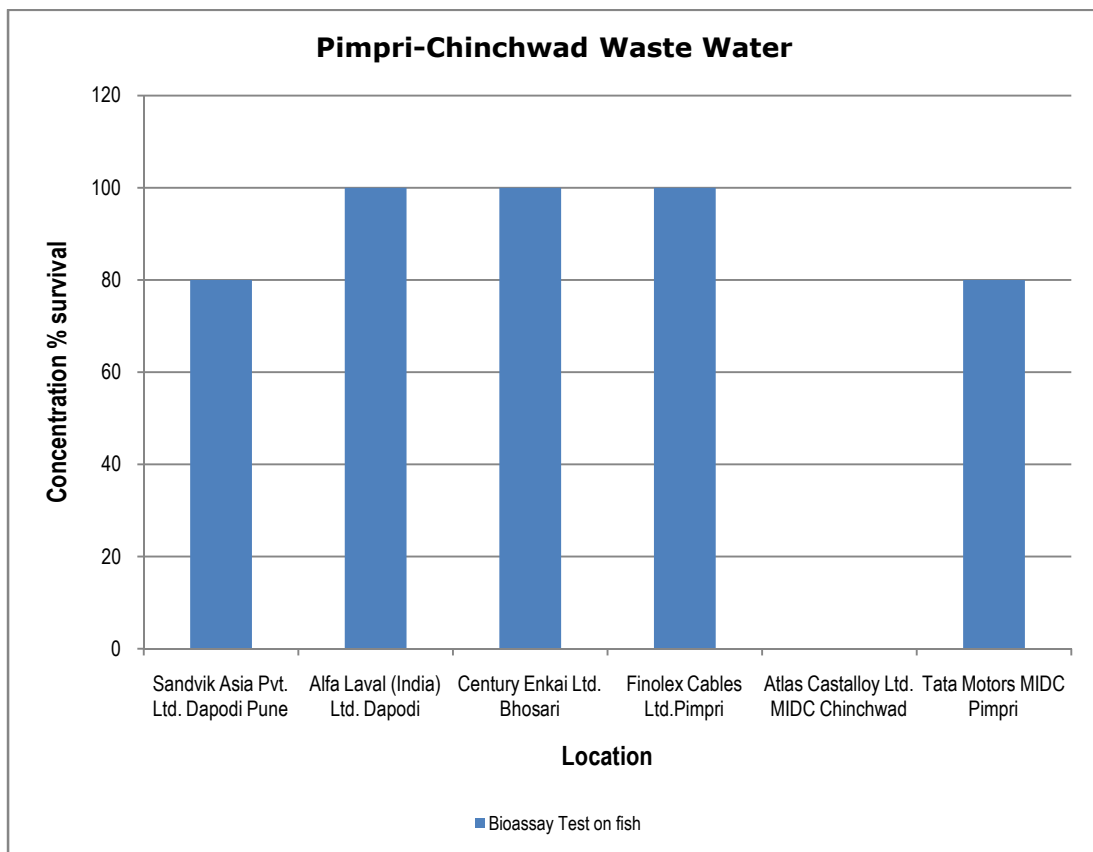 Pimpri-Chinchwad Waste Water
120
100
80
60
40
20
0
Concentration % survival
Sandvik Asia Pvt.
Ltd. Dapodi Pune
Alfa Laval (India)
Ltd. Dapodi
Century Enkai Ltd.
Bhosari
Finolex Cables
Ltd.Pimpri
Atlas Castalloy Ltd.
MIDC Chinchwad
Tata Motors MIDC
Pimpri
Location
Bioassay Test on fish